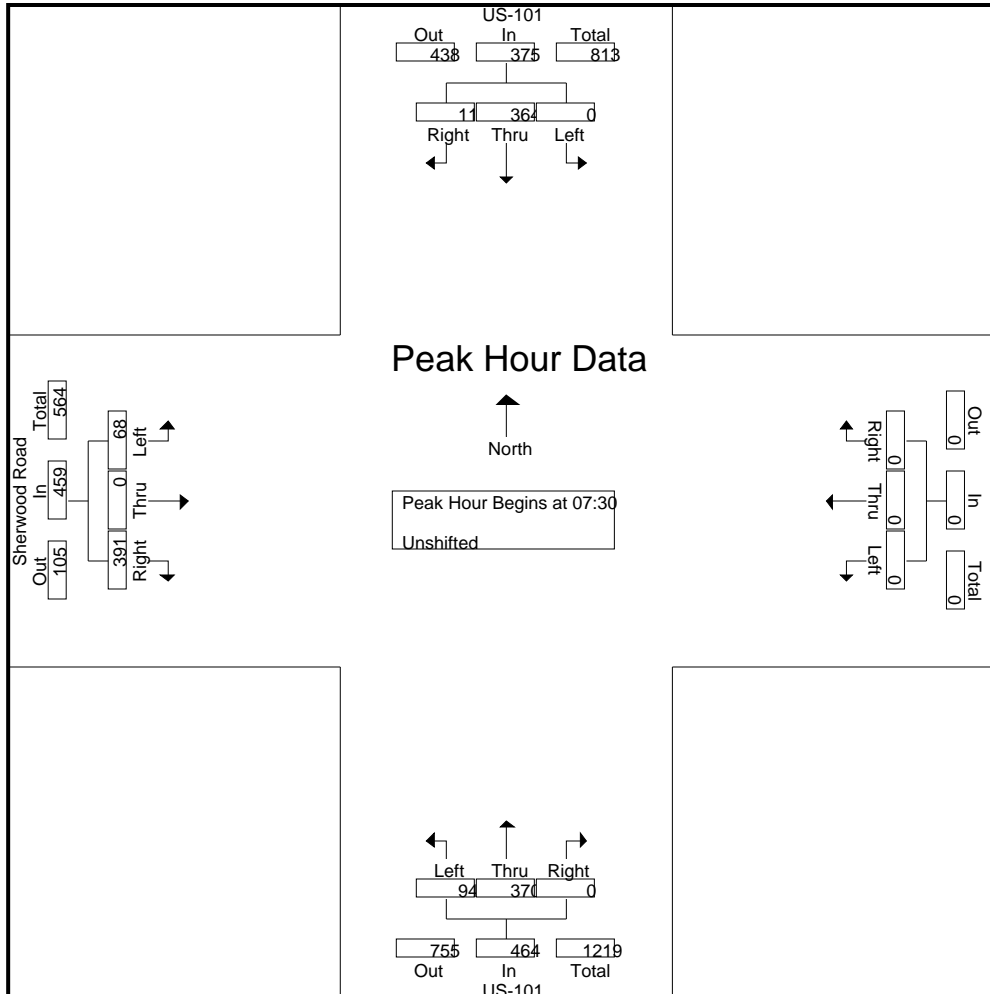 US-101
Out In Total
438 375 813
11 364 0
Right Thru Left
Peak Hour Data
North
Peak Hour Begins at 07:30
Unshifted
Sherwood Road
Out In Total
105 459 564
391 0 68
Right Thru Left
Right Thru Left
0 0 0
Out In Total
0 0 0
Left Thru Right
94 370 0
755 464 1219
Out In Total
US-101